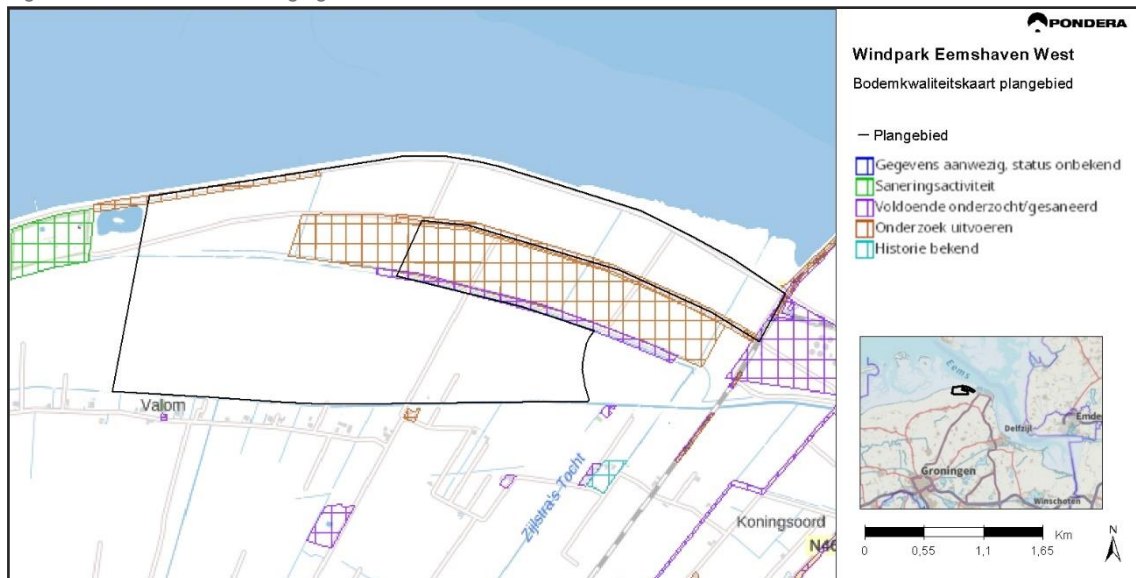 PONDERA
Windpark Eemshaven West
Bodemkwaliteitskaart plangebied
Plangebied
Gegevens aanwezig, status onbekend
Saneringsactiviteit
Voldoende onderzocht/gesaneerd
Onderzoek uitvoeren
Historie bekend
Valom
Zijlstra's Tocht
Koningsoord
N46
Eems
Delfzijl
Groningen
Winschoten
0 0,55 1,1 1,65 Km
N